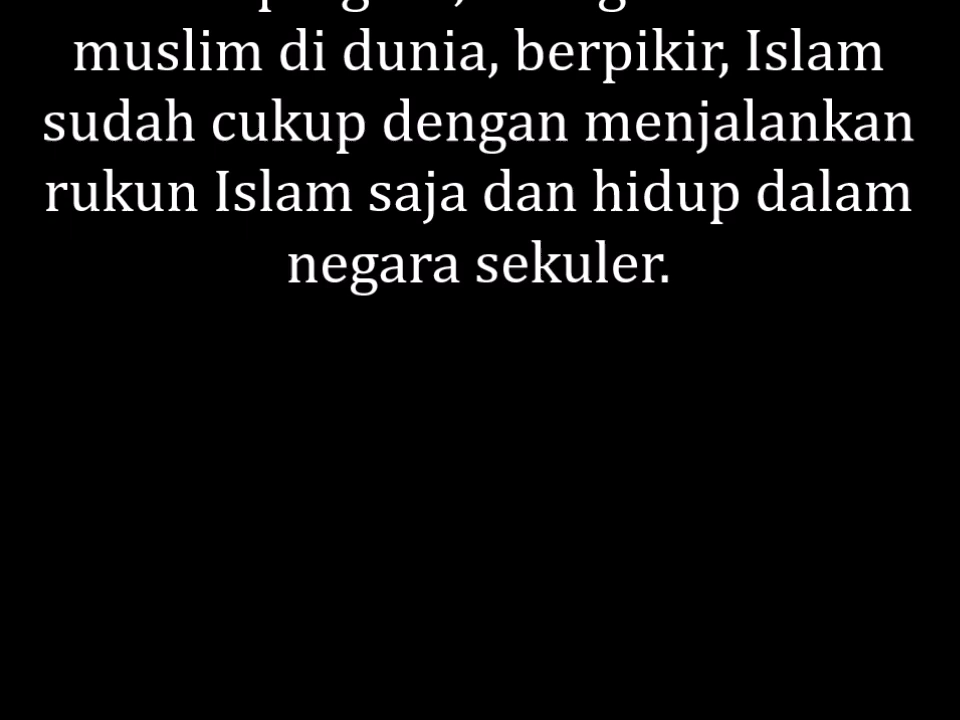 muslim di dunia, berpikir, Islam
sudah cukup dengan menjalankan
rukun Islam saja dan hidup dalam
negara sekuler.